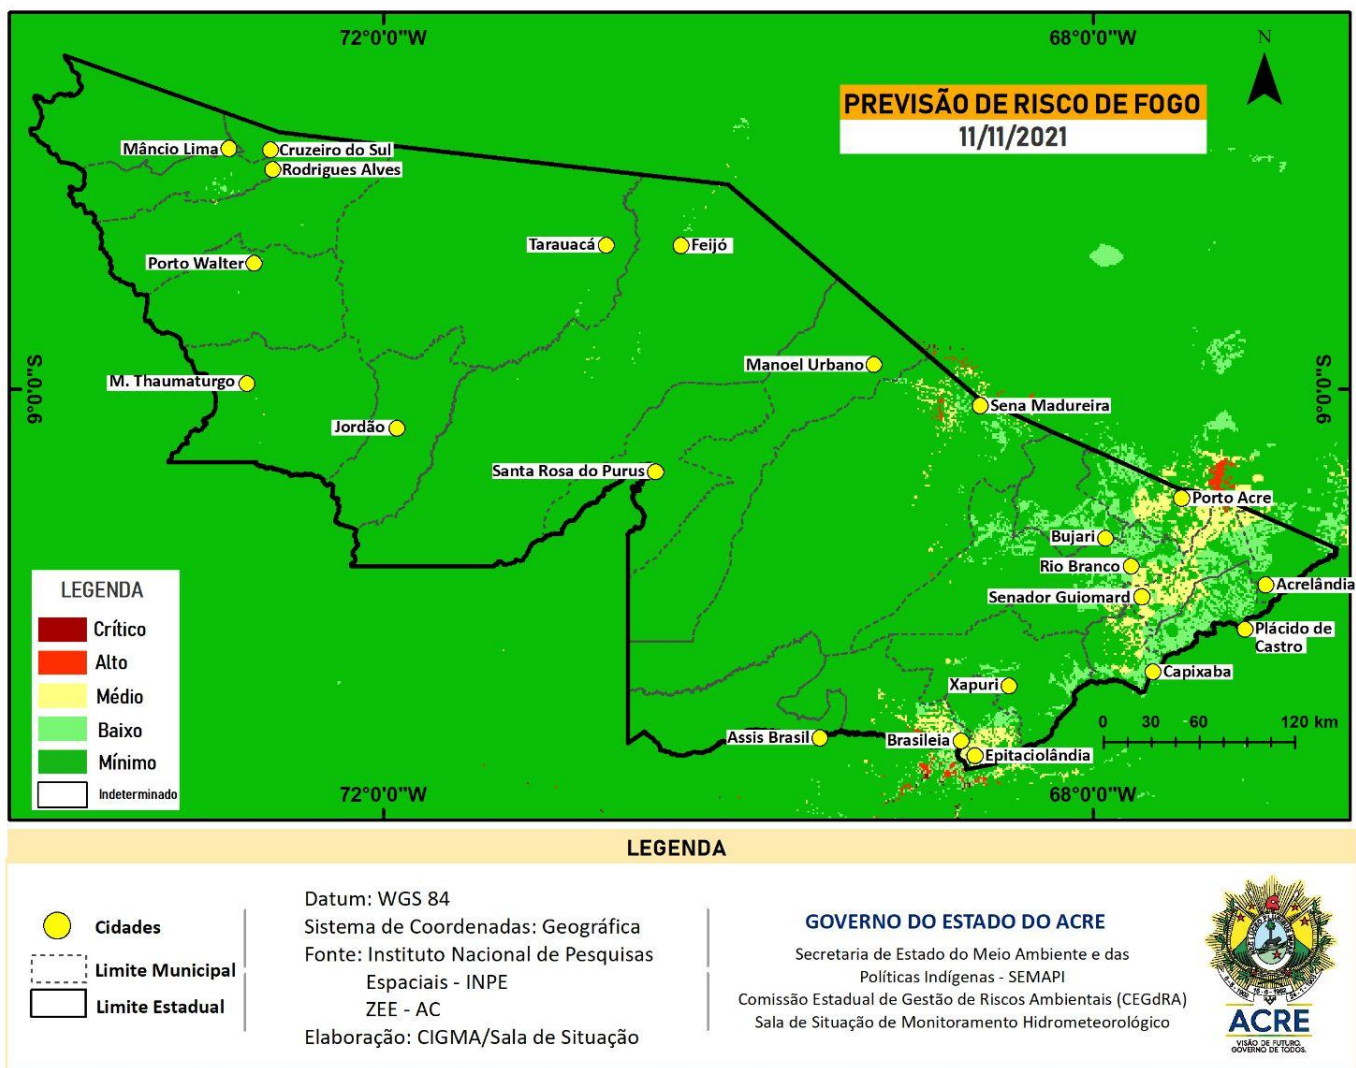 72°0'0"W
68°0'0"W
N
PREVISÃO DE RISCO DE FOGO
11/11/2021
Mâncio Lima
Cruzeiro do Sul
Rodrigues Alves
Tarauacá
Feijó
Porto Walter
Manoel Urbano
9°0'0"S
9°0'0"S
M. Thaumaturgo
Sena Madureira
Jordão
Santa Rosa do Purus
Porto Acre
Bujari
Rio Branco
Acrelândia
Senador Guiomard
Plácido de
Castro
Capixaba
Xapuri
Assis Brasil
Brasileia
Epitaciolândia
0 30 60 120 km
LEGENDA
Crítico
Alto
Médio
Baixo
Mínimo
Indeterminado
72°0'0"W
68°0'0"W
LEGENDA
Cidades
Limite Municipal
Limite Estadual
Datum: WGS 84
Sistema de Coordenadas: Geográfica
Fonte: Instituto Nacional de Pesquisas
Espaciais - INPE
ZEE - AC
Elaboração: CIGMA/Sala de Situação
GOVERNO DO ESTADO DO ACRE
Secretaria de Estado do Meio Ambiente e das
Políticas Indígenas - SEMAPI
Comissão Estadual de Gestão de Riscos Ambientais (CEGdRA)
Sala de Situação de Monitoramento Hidrometeorológico
ACRE
VISÃO DE FUTURO.
GOVERNO DE TODOS.